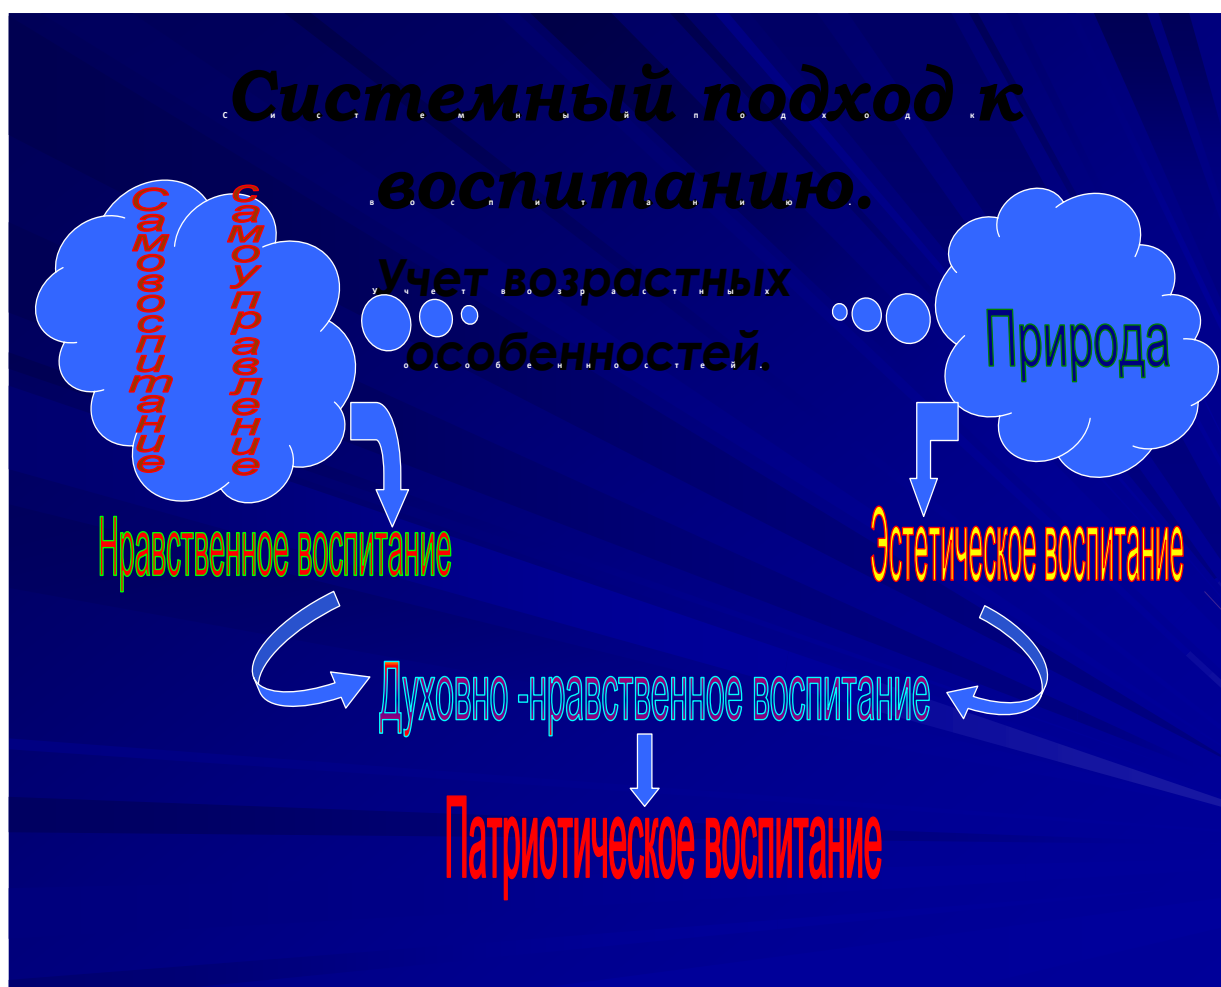 Системный подход к
воспитанию.
Учет возрастных
особенностей.
Самовоспитание
самоуправление
Природа
Нравственное воспитание
Эстетическое воспитание
Духовно -нравственное воспитание
Патриотическое воспитание